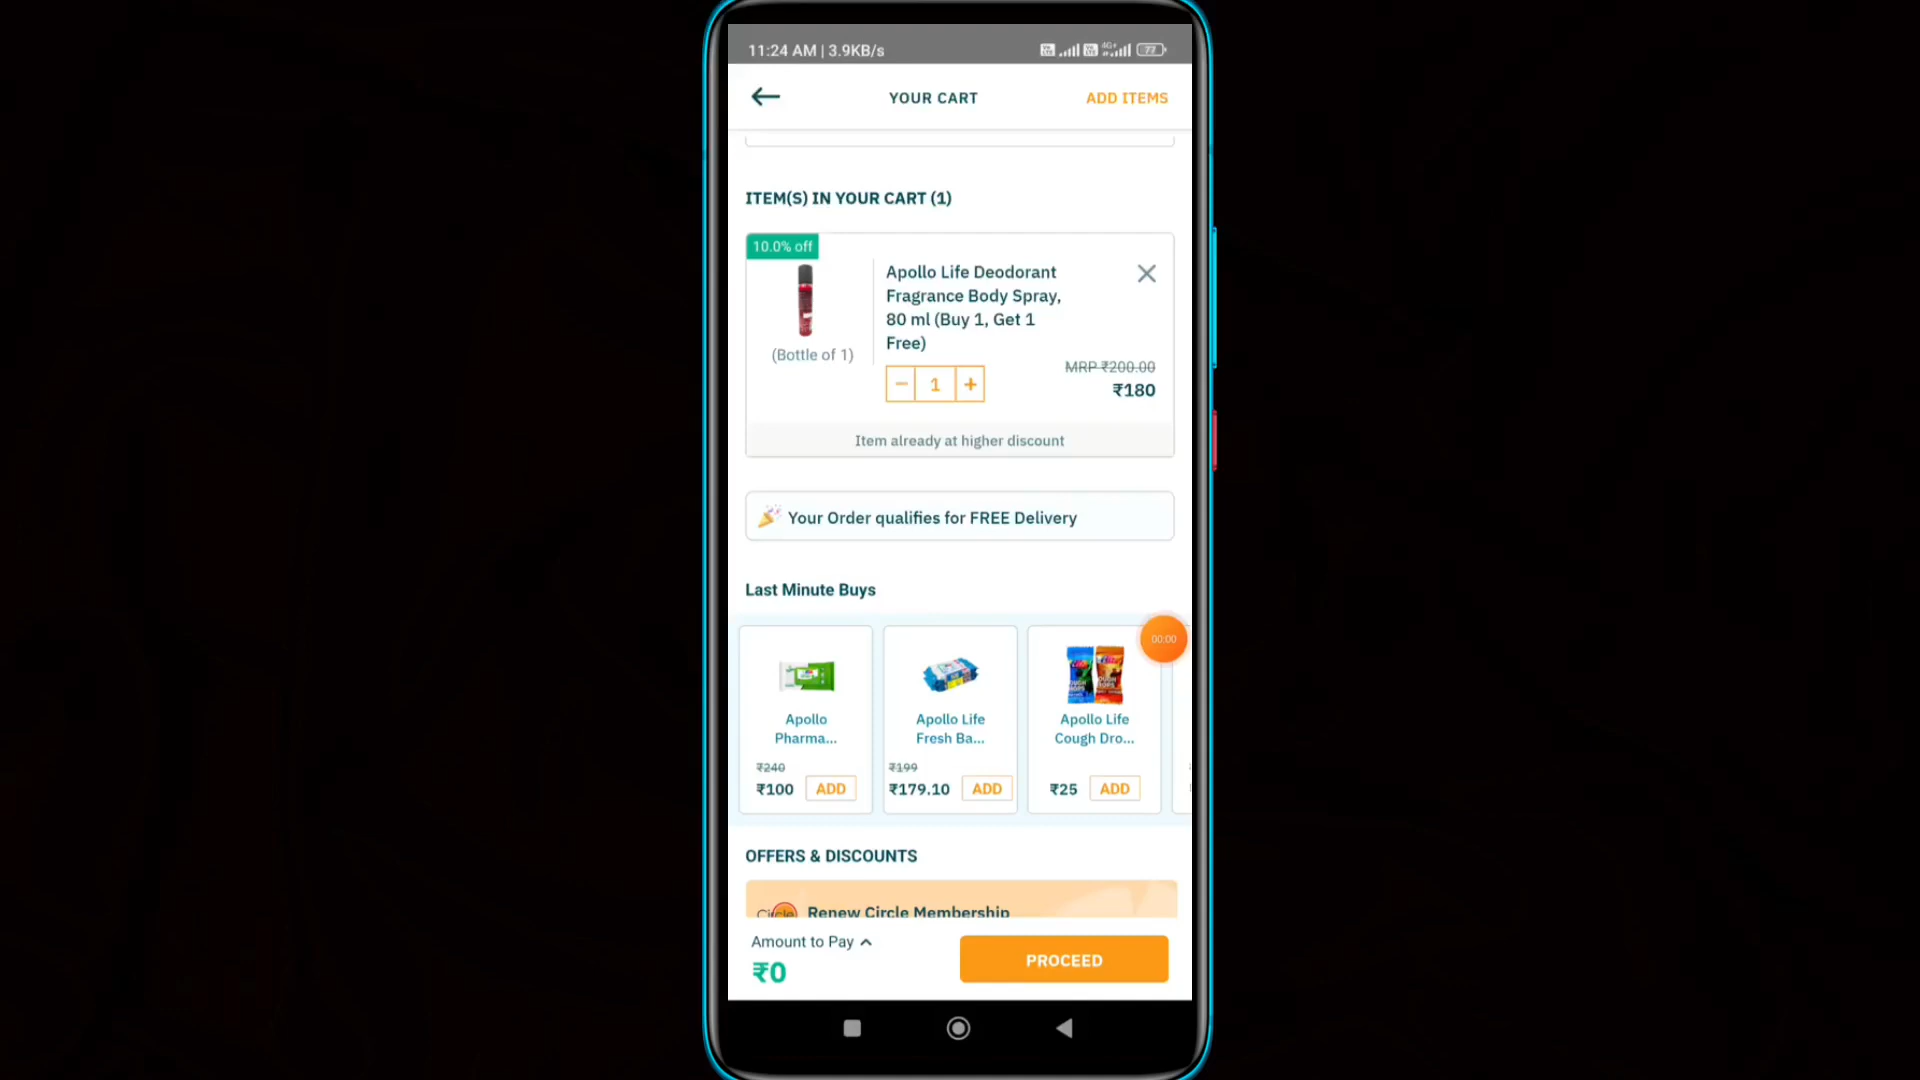 11:24 AM | 3.9KB/s
4G+
77
YOUR CART
ADD ITEMS
ITEM(S) IN YOUR CART (1)
10.0% off
Apollo Life Deodorant
Fragrance Body Spray,
80 ml (Buy 1, Get 1
Free)
(Bottle of 1)
MRP ₹200.00
1
₹180
Item already at higher discount
Your Order qualifies for FREE Delivery
Last Minute Buys
00:00
Apollo
Pharma...
₹240
₹100
ADD
Apollo Life
Fresh Ba...
₹199
₹179.10
ADD
Apollo Life
Cough Dro...
₹25
ADD
OFFERS & DISCOUNTS
Circle
Renew Circle Membership
Amount to Pay
₹0
PROCEED